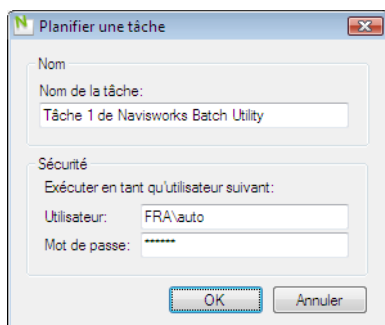 Planifier une tâche
Nom
Nom de la tâche:
Tâche 1 de Navisworks Batch Utility
Sécurité
Exécuter en tant qu'utilisateur suivant:
Utilisateur: FRA\auto
Mot de passe: ******
OK Annuler